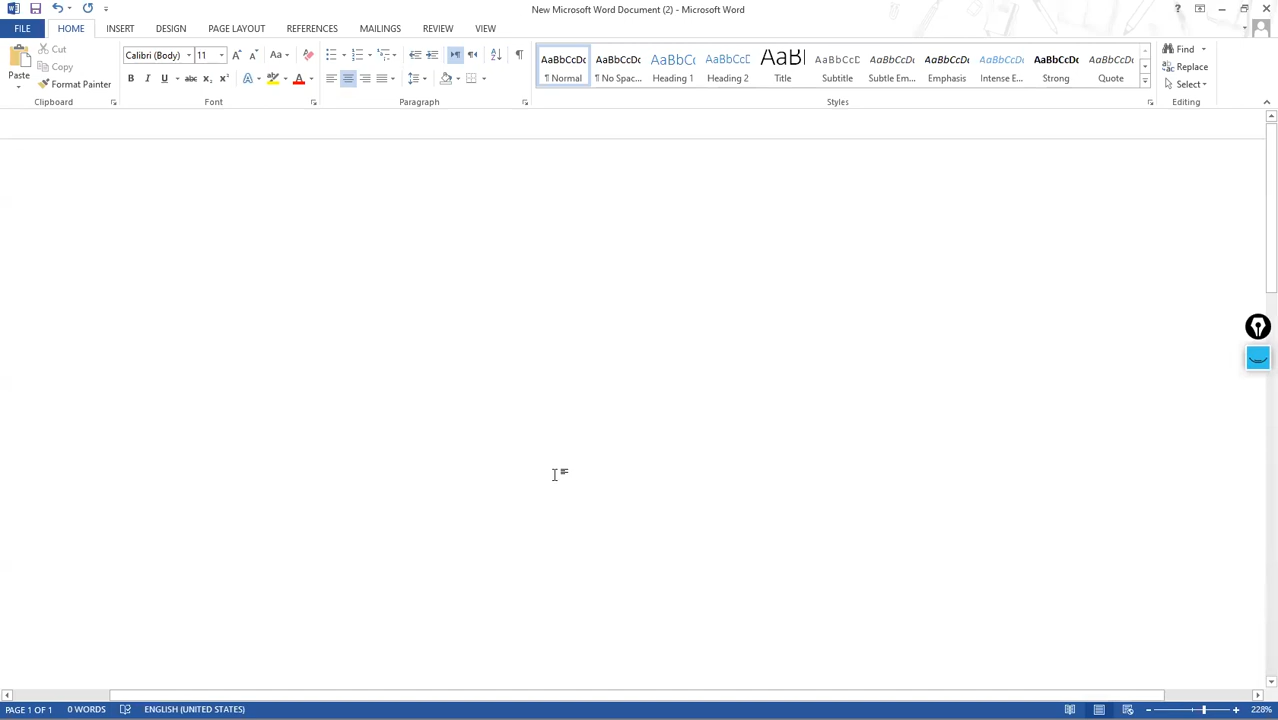 New Microsoft Word Document (2) - Microsoft Word
FILE HOME INSERT DESIGN PAGE LAYOUT REFERENCES MAILINGS REVIEW VIEW
Paste
Cut
Copy
Format Painter
Clipboard
Calibri (Body) 11
Font
Paragraph
AaBbCcDc AaBbCcDc AaBbCc AaBbCcD AaBl AaBbCcD AaBbCcDc AaBbCcDc AaBbCcDc AaBbCcDc AaBbCcDc
¶ Normal ¶ No Spac... Heading 1 Heading 2 Title Subtitle Subtle Em... Emphasis Intense E... Strong Quote
Styles
Find
Replace
Select
Editing
PAGE 1 OF 1 0 WORDS ENGLISH (UNITED STATES) 228%